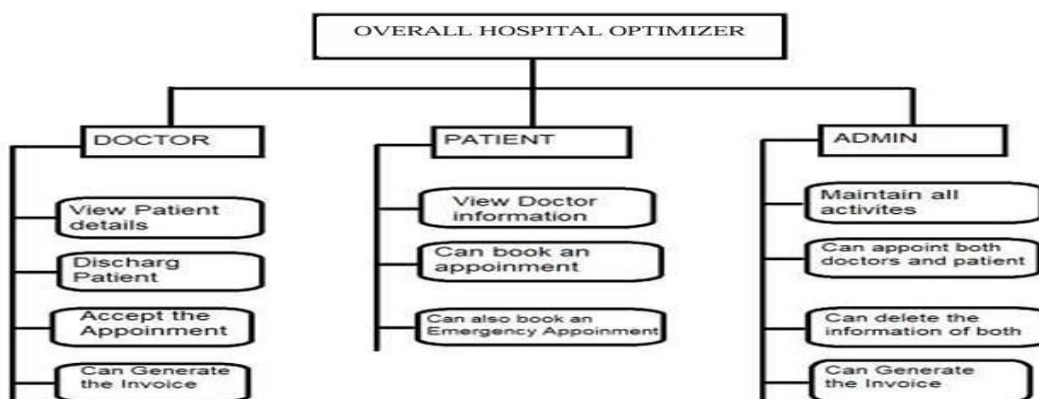 OVERALL HOSPITAL OPTIMIZER
DOCTOR
View Patient
details
Discharg
Patient
Accept the
Appoinment
Can Generate
the Invoice
PATIENT
View Doctor
information
Can book an
appoinment
Can also book an
Emergency Appoinment
ADMIN
Maintain all
activites
Can appoint both
doctors and patient
Can delete the
information of both
Can Generate
the Invoice